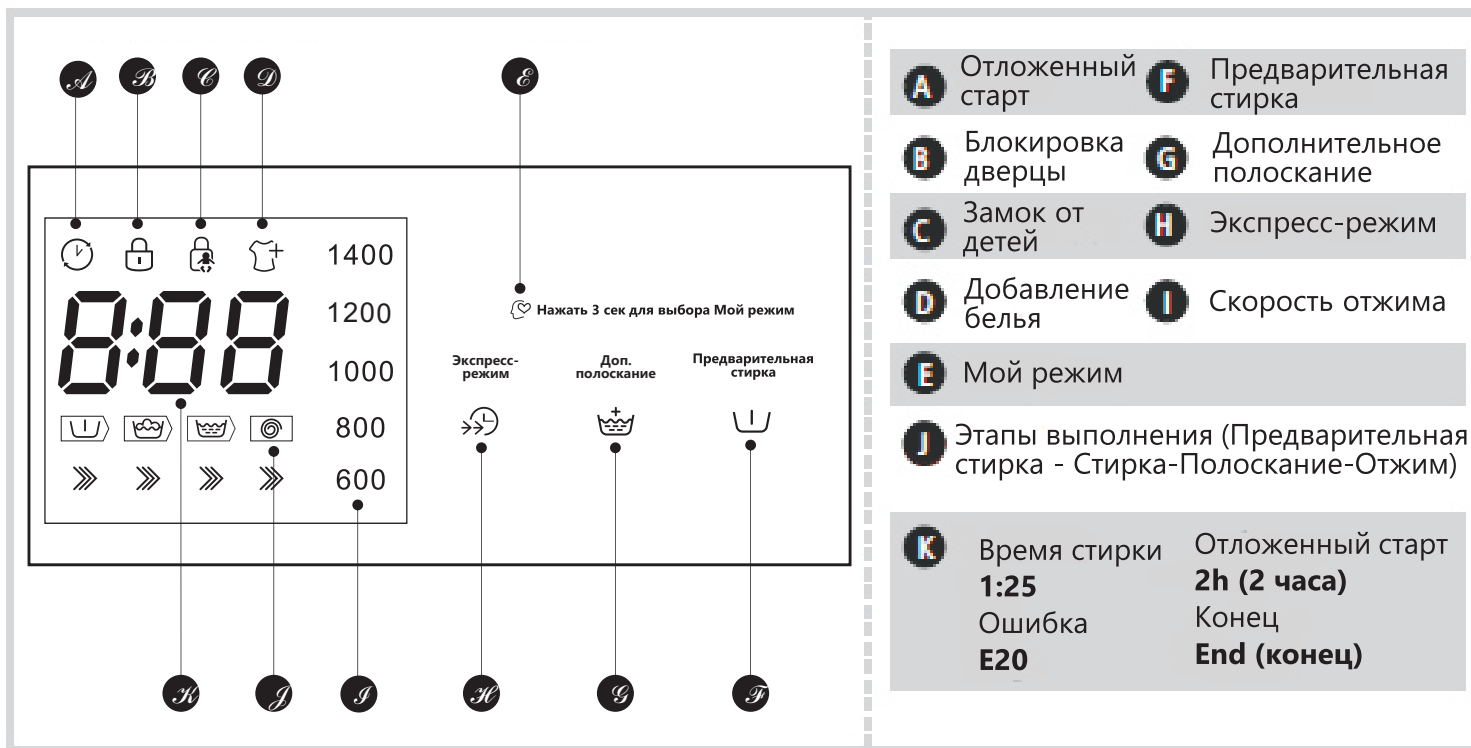 A B C D E
1400
8:88
1200
Нажать 3 сек для выбора Мой режим
1000
Экспресс-
режим
Доп.
полоскание
Предварительная
стирка
800
600
K J I H G F
A Отложенный
старт
F Предварительная
стирка
B Блокировка
дверцы
G Дополнительное
полоскание
C Замок от
детей
H Экспресс-режим
D Добавление
белья
I Скорость отжима
E Мой режим
J Этапы выполнения (Предварительная
стирка - Стирка-Полоскание-Отжим)
K Время стирки
1:25
Ошибка
E20
Отложенный старт
2h (2 часа)
Конец
End (конец)